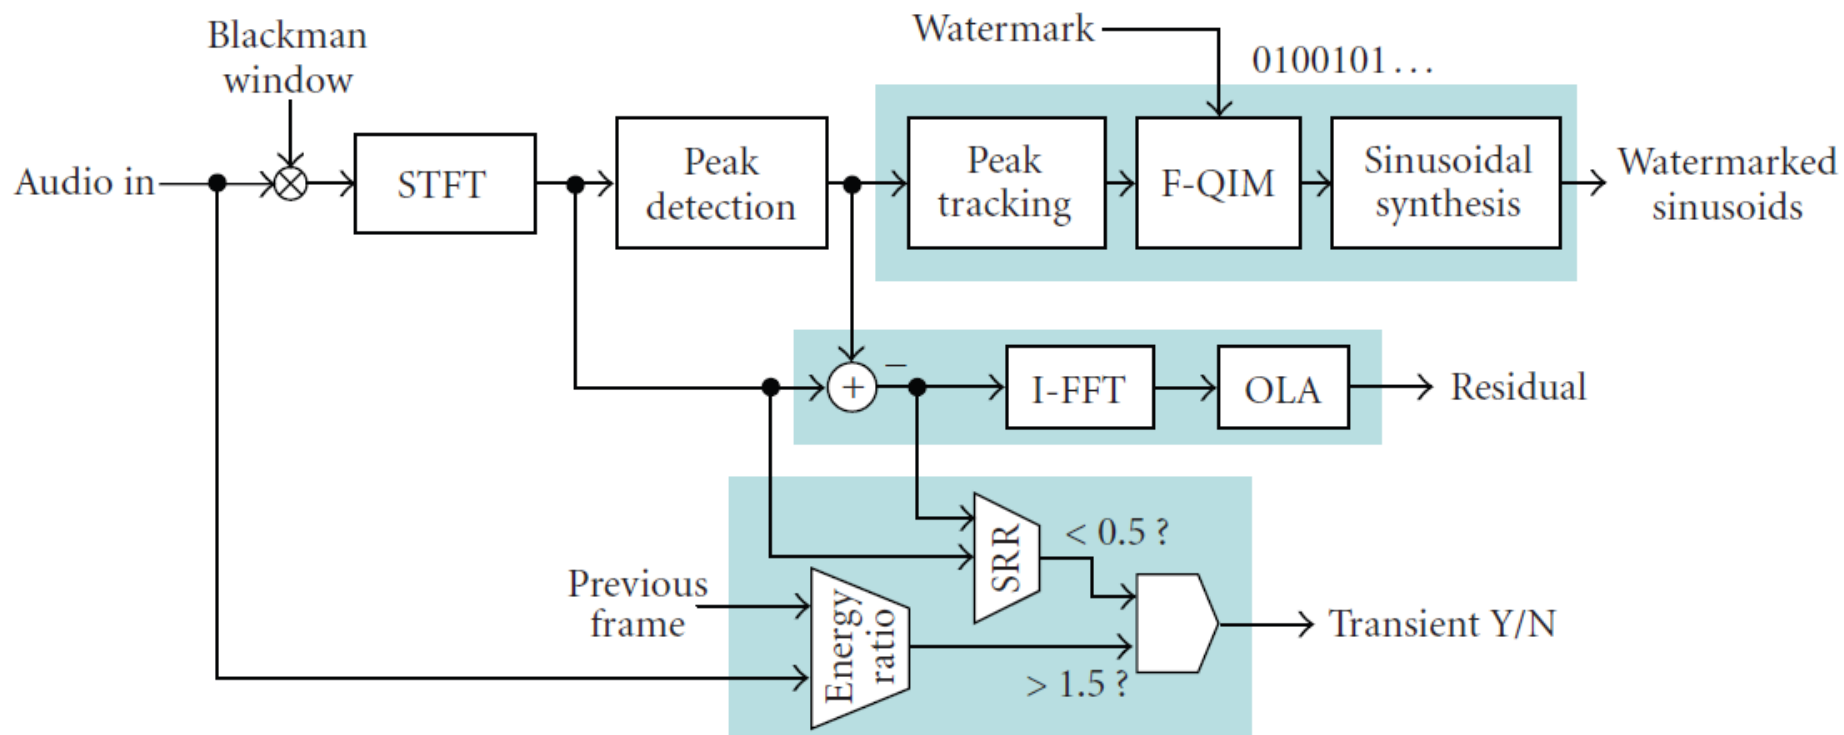 Blackman
window
Watermark
0100101...
Audio in
STFT
Peak
detection
Peak
tracking
F-QIM
Sinusoidal
synthesis
Watermarked
sinusoids
+
−
I-FFT
OLA
Residual
SRR
< 0.5 ?
Previous
frame
Energy
ratio
> 1.5 ?
Transient Y/N